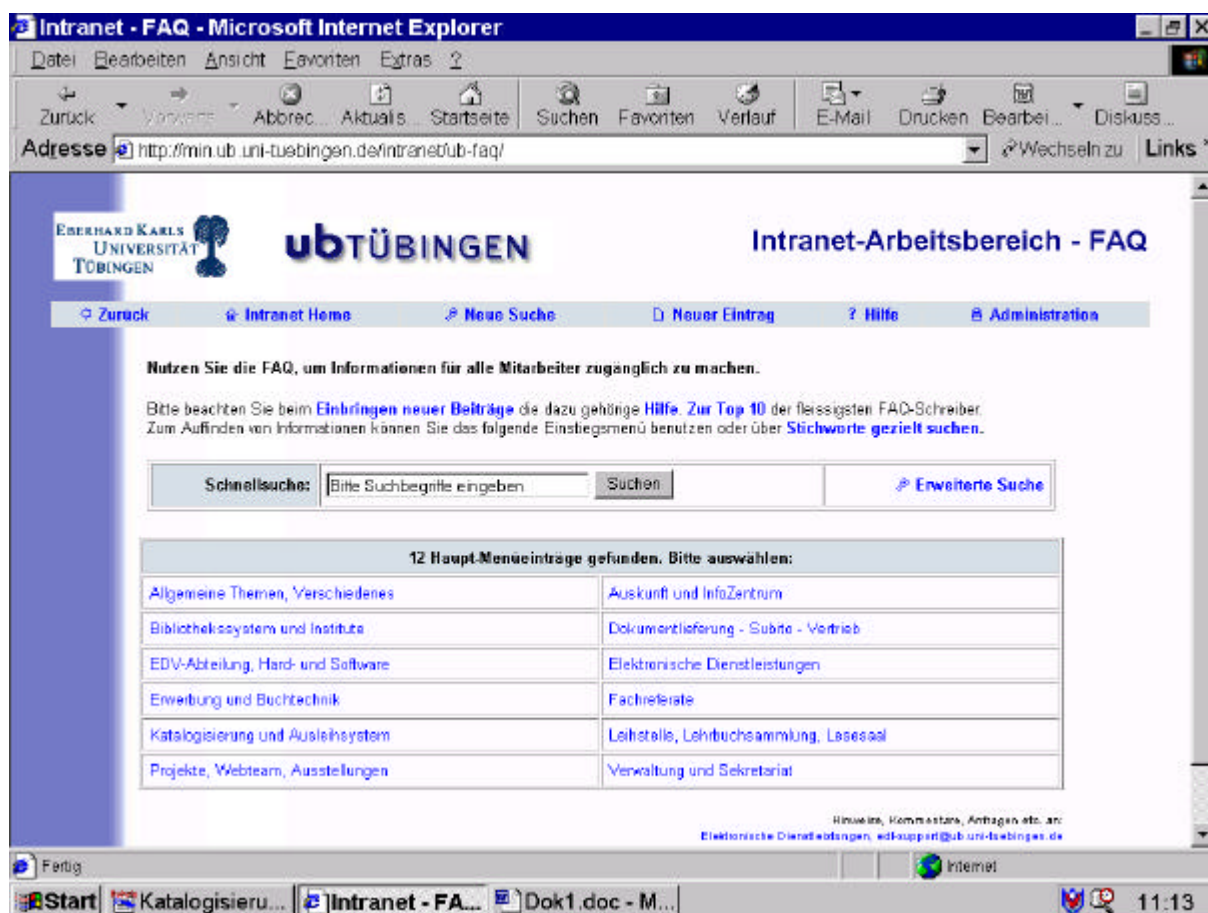 Intranet - FAQ - Microsoft Internet Explorer
Datei Bearbeiten Ansicht Favoriten Extras ?
Zurück Vorwärts Abbrec... Aktualis... Startseite Suchen Favoriten Verlauf E-Mail Drucken Bearbei... Diskuss...
Adresse http://min.ub.uni-tuebingen.de/intranet/ub-faq/ Wechseln zu Links »
EBERHARD KARLS
UNIVERSITÄT
TÜBINGEN
ubTÜBINGEN
Intranet-Arbeitsbereich - FAQ
Zurück Intranet Home Neue Suche Neuer Eintrag ? Hilfe Administration
Nutzen Sie die FAQ, um Informationen für alle Mitarbeiter zugänglich zu machen.
Bitte beachten Sie beim Einbringen neuer Beiträge die dazu gehörige Hilfe. Zur Top 10 der fleissigsten FAQ-Schreiber.
Zum Auffinden von Informationen können Sie das folgende Einstiegsmenü benutzen oder über Stichworte gezielt suchen.
Schnellsuche: Bitte Suchbegriffe eingeben Suchen Erweiterte Suche
12 Haupt-Menüeinträge gefunden. Bitte auswählen:
Allgemeine Themen, Verschiedenes Auskunft und InfoZentrum
Bibliothekssystem und Institute Dokumentlieferung - Subito - Vertrieb
EDV-Abteilung, Hard- und Software Elektronische Dienstleistungen
Erwerbung und Buchtechnik Fachreferate
Katalogisierung und Ausleihsystem Leihstelle, Lehrbuchsammlung, Lesesaal
Projekte, Webteam, Ausstellungen Verwaltung und Sekretariat
Hinweise, Kommentare, Anfragen etc. an:
Elektronische Dienstleistungen, edl-support@ub.uni-tuebingen.de
Fertig Internet
Start Katalogisieru... Intranet - FA... Dok1.doc - M... 11:13